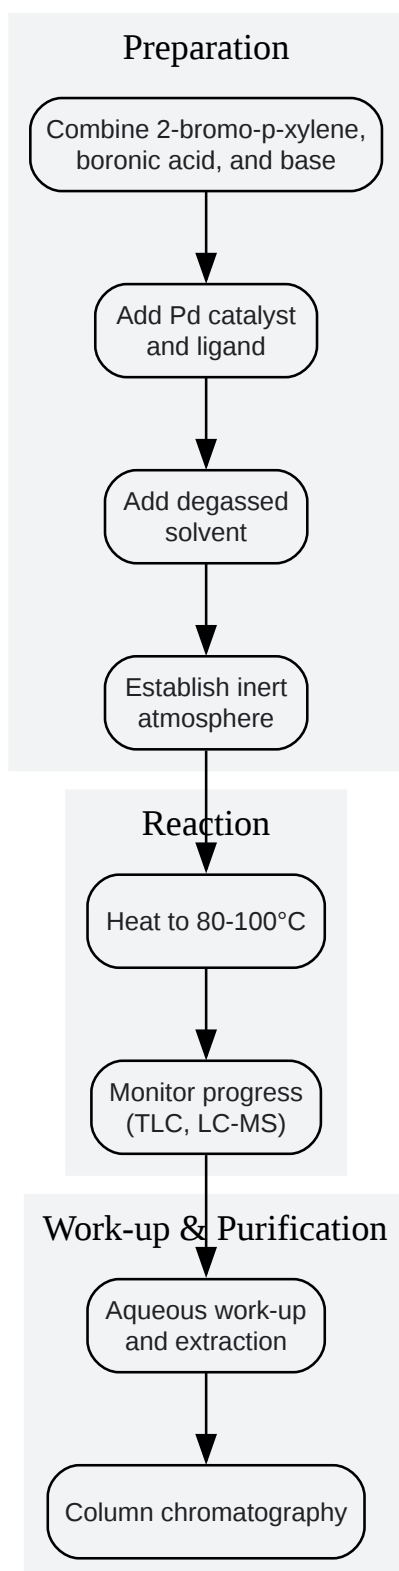 Preparation
Combine 2-bromo-p-xylene,
boronic acid, and base
Add Pd catalyst
and ligand
Add degassed
solvent
Establish inert
atmosphere
Reaction
Heat to 80-100°C
Monitor progress
(TLC, LC-MS)
Work-up & Purification
Aqueous work-up
and extraction
Column chromatography